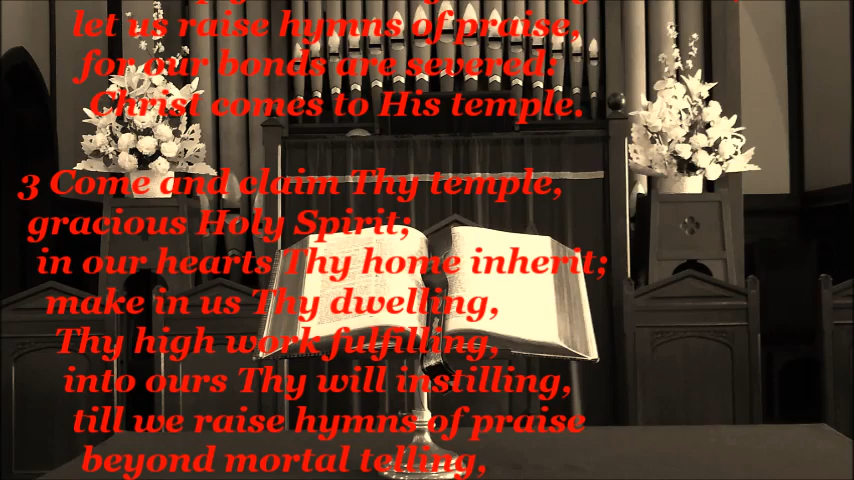 let us raise hymns of praise,
for our bonds are severed:
Christ comes to His temple.
3 Come and claim Thy temple,
gracious Holy Spirit;
in our hearts Thy home inherit;
make in us Thy dwelling,
Thy high work fulfilling,
into ours Thy will instilling,
till we raise hymns of praise
beyond mortal telling,